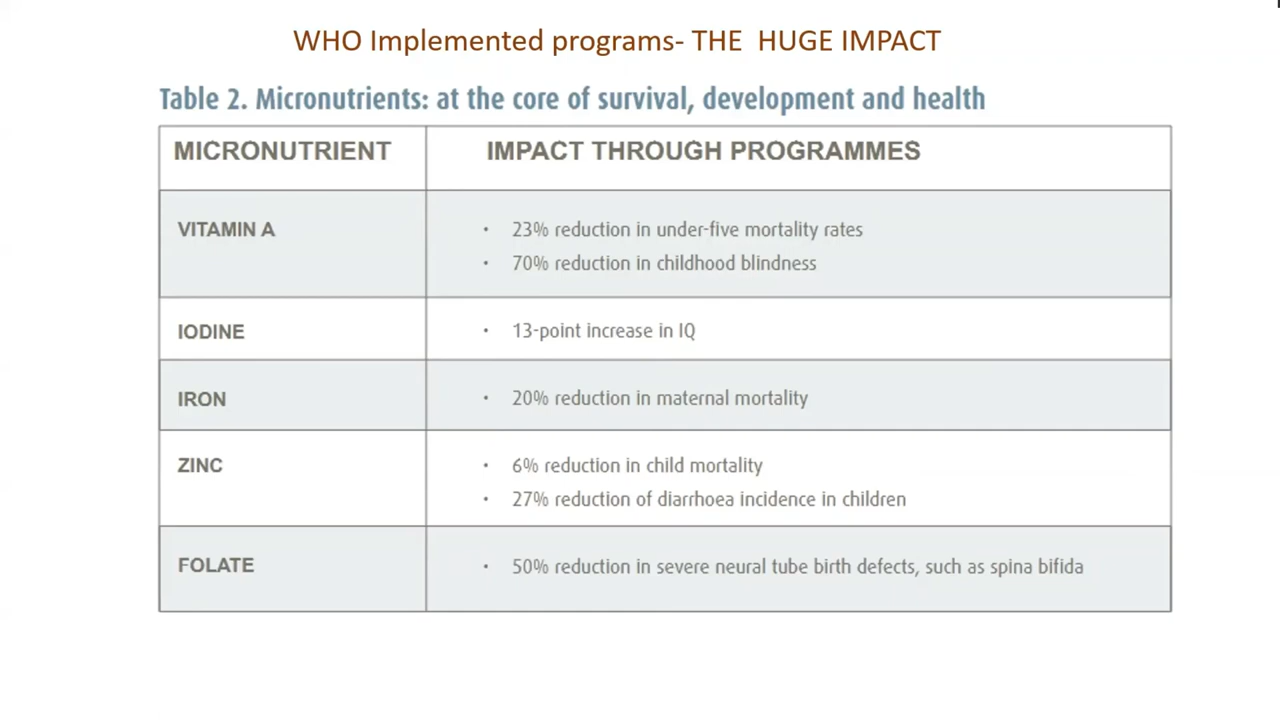 WHO Implemented programs- THE HUGE IMPACT
Table 2. Micronutrients: at the core of survival, development and health
MICRONUTRIENT IMPACT THROUGH PROGRAMMES
VITAMIN A
• 23% reduction in under-five mortality rates
• 70% reduction in childhood blindness
IODINE
• 13-point increase in IQ
IRON
• 20% reduction in maternal mortality
ZINC
• 6% reduction in child mortality
• 27% reduction of diarrhoea incidence in children
FOLATE
• 50% reduction in severe neural tube birth defects, such as spina bifida